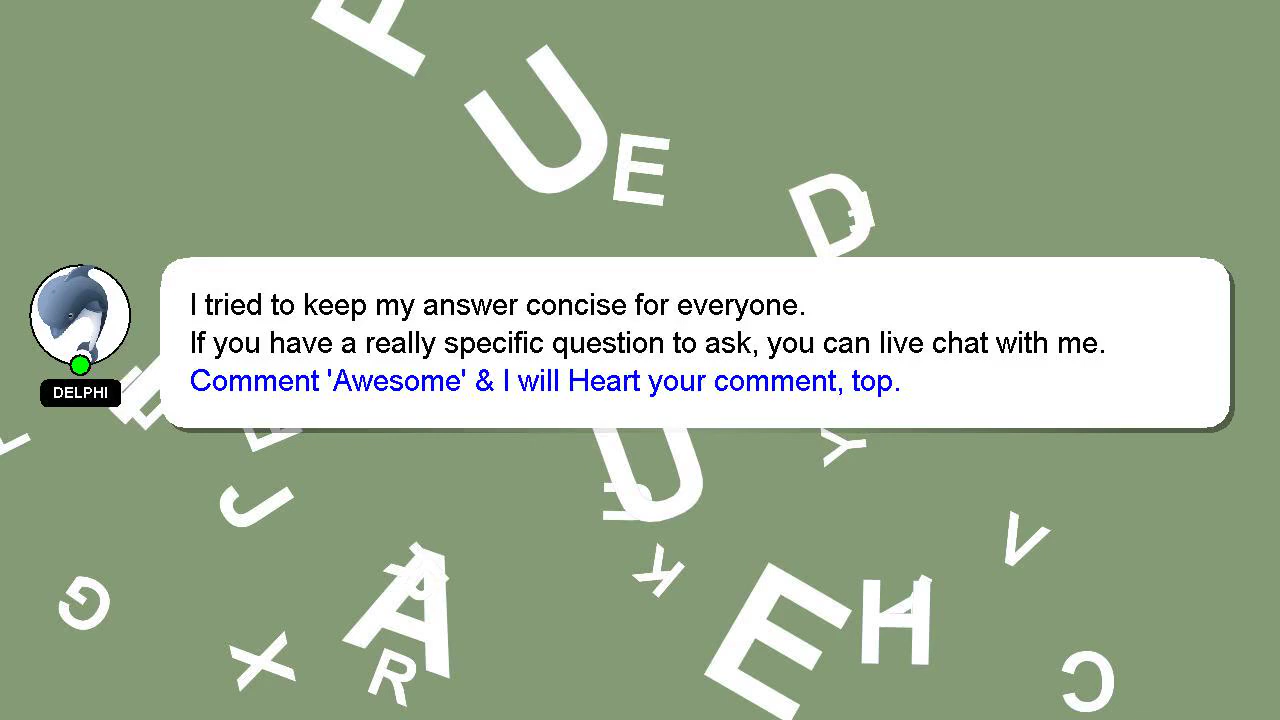 I tried to keep my answer concise for everyone.
If you have a really specific question to ask, you can live chat with me.
Comment 'Awesome' & I will Heart your comment, top.
DELPHI
U
E
D
U
Y
J
V
K
G
A
E
H
X
R
C